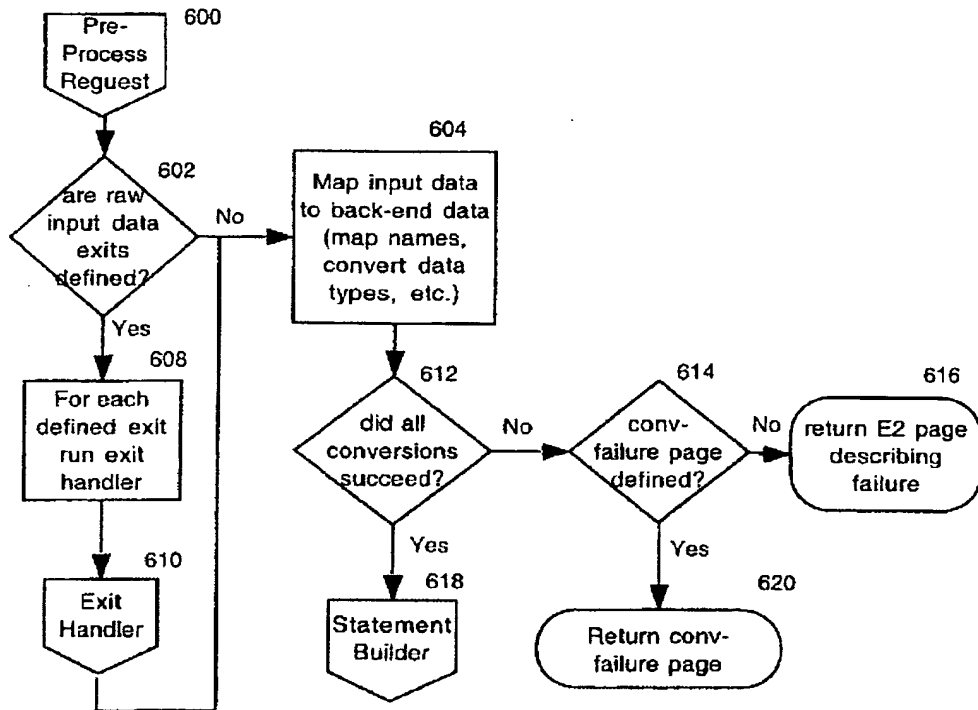 600
Pre-
Process
Reguest
602
are raw
input data
exits
defined?
No
Yes
604
Map input data
to back-end data
(map names,
convert data
types, etc.)
608
For each
defined exit
run exit
handler
610
Exit
Handler
612
did all
conversions
succeed?
No
Yes
614
conv-
failure page
defined?
No
Yes
616
return E2 page
describing
failure
618
Statement
Builder
620
Return conv-
failure page